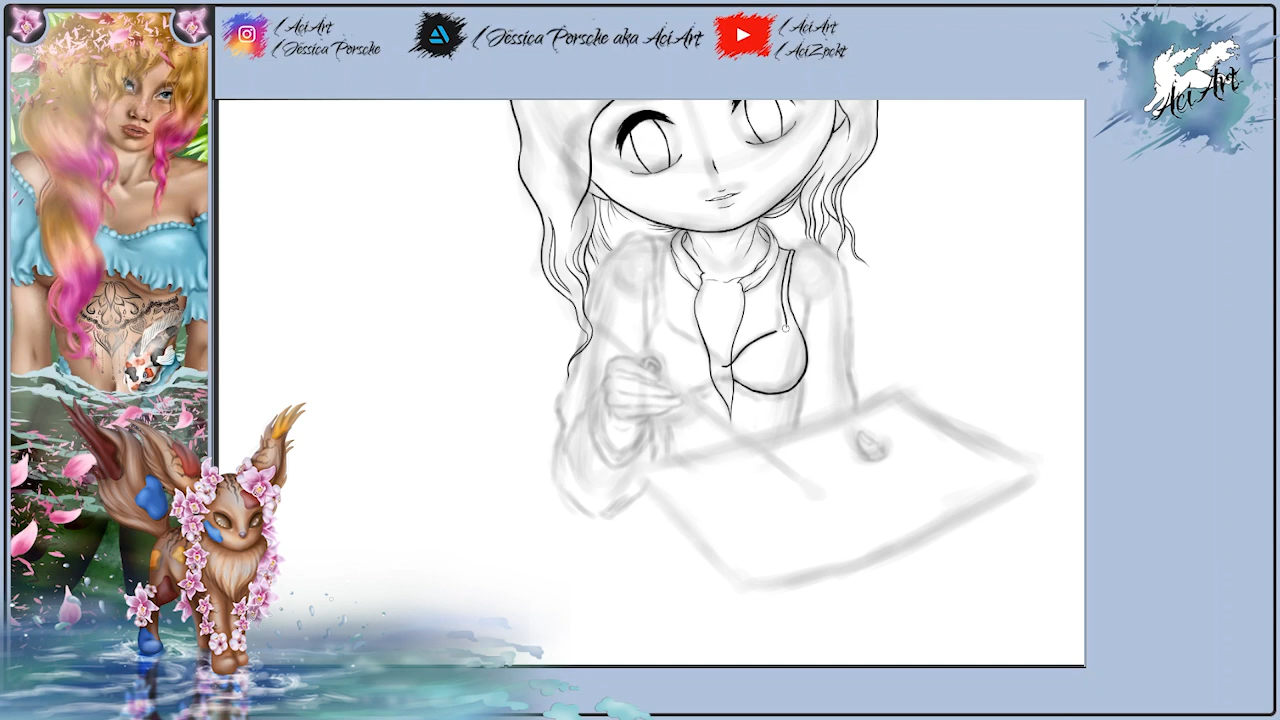 /AciArt
/Jessica Porsche
/Jessica Porsche aka AciArt
/AciArt
/AciZockt
AciArt